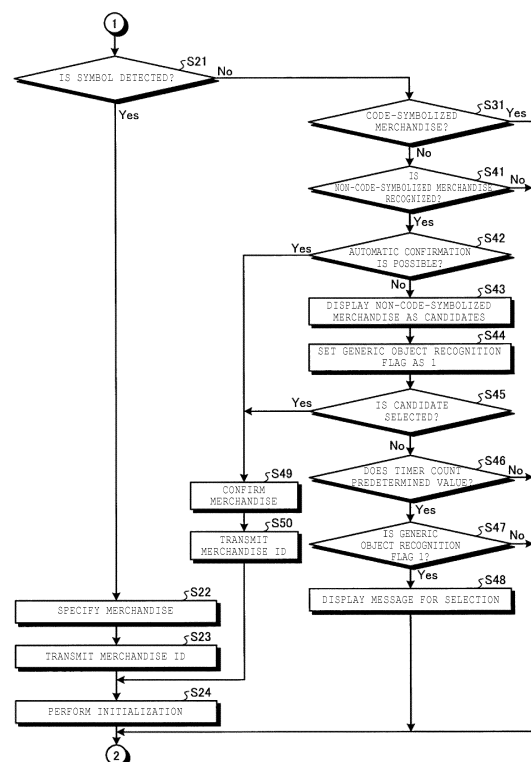 1
S21
IS SYMBOL DETECTED?
No
Yes
S31
CODE-SYMBOLIZED
MERCHANDISE?
Yes
No
S41
IS
NON-CODE-SYMBOLIZED MERCHANDISE
RECOGNIZED?
No
Yes
S42
AUTOMATIC CONFIRMATION
IS POSSIBLE?
Yes
No
S43
DISPLAY NON-CODE-SYMBOLIZED
MERCHANDISE AS CANDIDATES
S44
SET GENERIC OBJECT RECOGNITION
FLAG AS 1
S45
IS CANDIDATE
SELECTED?
Yes
No
S46
DOES TIMER COUNT
PREDETERMINED VALUE?
No
Yes
S49
CONFIRM
MERCHANDISE
S50
TRANSMIT
MERCHANDISE ID
S47
IS GENERIC
OBJECT RECOGNITION
FLAG 1?
No
Yes
S48
DISPLAY MESSAGE FOR SELECTION
S22
SPECIFY MERCHANDISE
S23
TRANSMIT MERCHANDISE ID
S24
PERFORM INITIALIZATION
2